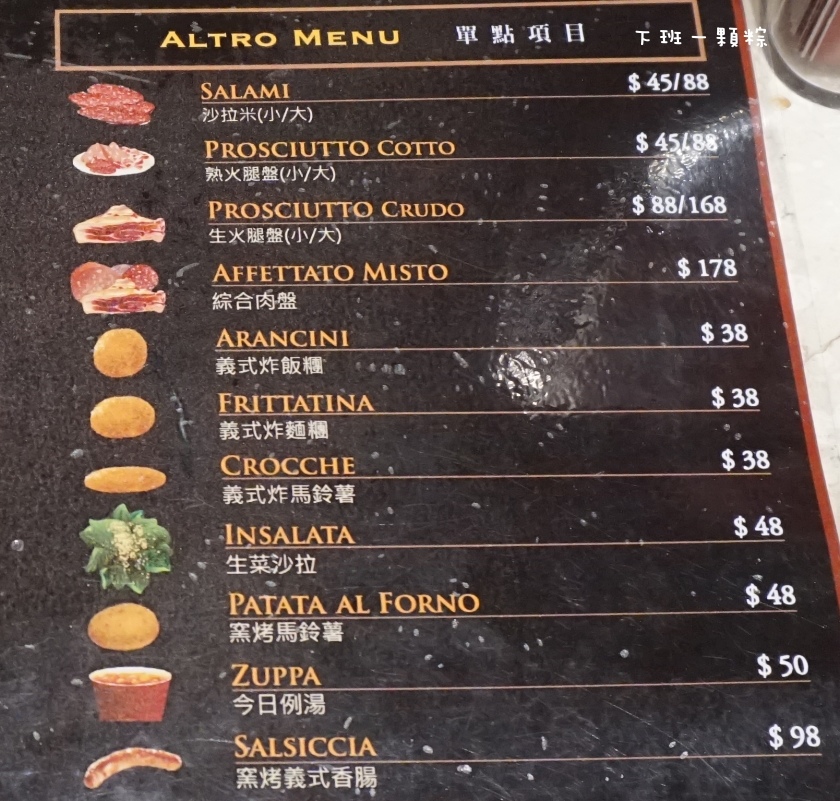 ALTRO MENU 單點項目 下班一顆粽
SALAMI $ 45/88
沙拉米(小/大)
PROSCIUTTO COTTO $ 45/88
熟火腿盤(小/大)
PROSCIUTTO CRUDO $ 88/168
生火腿盤(小/大)
AFFETTATO MISTO $ 178
綜合肉盤
ARANCINI $ 38
義式炸飯糰
FRITTATINA $ 38
義式炸麵糰
CROCCHE $ 38
義式炸馬鈴薯
INSALATA $ 48
生菜沙拉
PATATA AL FORNO $ 48
窯烤馬鈴薯
ZUPPA $ 50
今日例湯
SALSICCIA $ 98
窯烤義式香腸